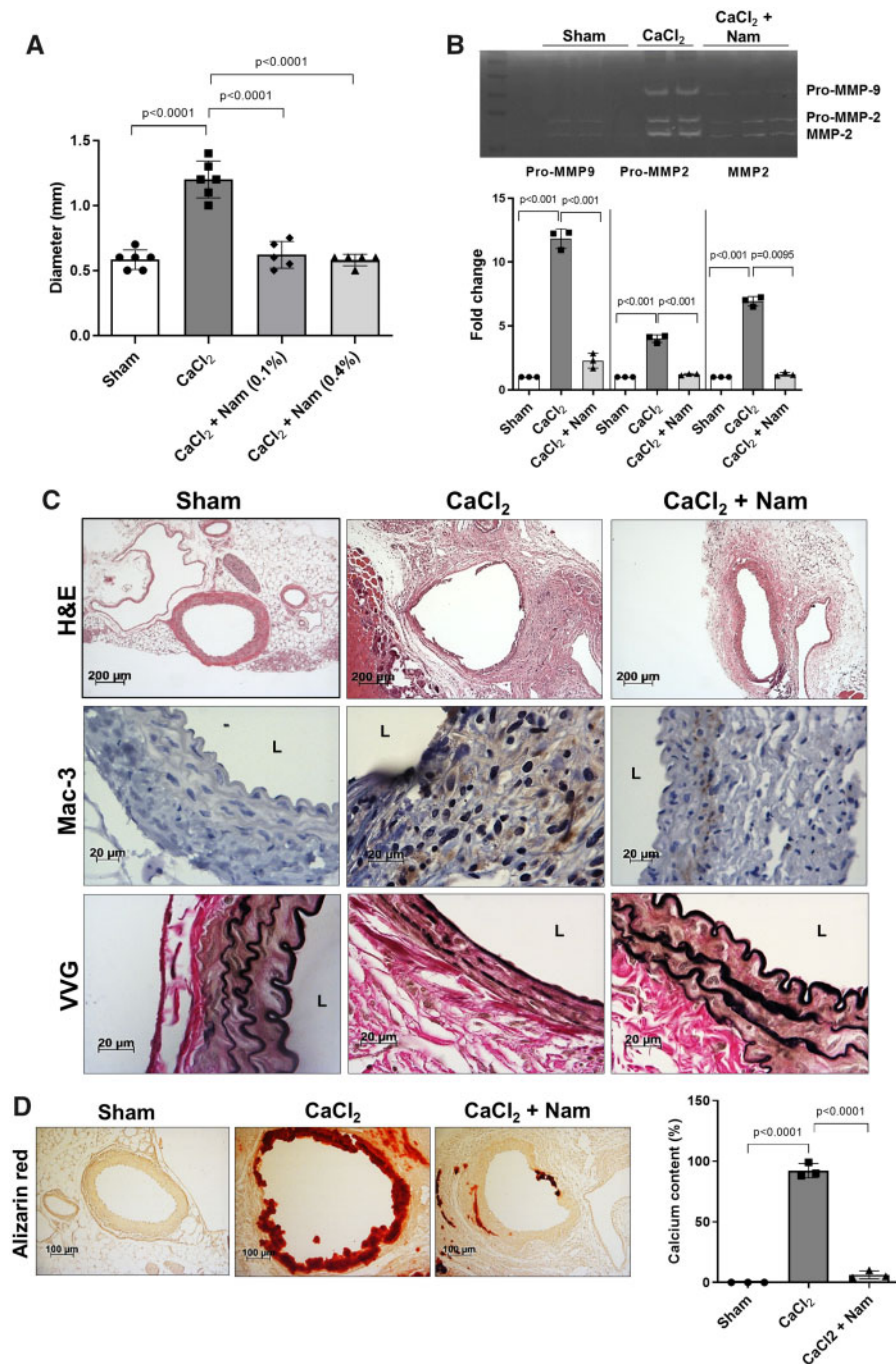 A
p<0.0001
p<0.0001
p<0.0001
Diameter (mm)
1.5
1.0
0.5
0.0
Sham
CaCl₂
CaCl₂ + Nam (0.1%)
CaCl₂ + Nam (0.4%)
B
Sham
CaCl₂
CaCl₂ +
Nam
Pro-MMP-9
Pro-MMP-2
MMP-2
Pro-MMP9
Pro-MMP2
MMP2
Fold change
15
10
5
0
p<0.001
p<0.001
p<0.001
p<0.001
p<0.001
p=0.0095
Sham
CaCl₂
CaCl₂ + Nam
Sham
CaCl₂
CaCl₂ + Nam
Sham
CaCl₂
CaCl₂ + Nam
C
Sham
CaCl₂
CaCl₂ + Nam
H&E
200 µm
200 µm
200 µm
Mac-3
L
20 µm
L
20 µm
L
20 µm
VVG
L
20 µm
L
20 µm
L
20 µm
D
Sham
CaCl₂
CaCl₂ + Nam
Alizarin red
100 µm
100 µm
100 µm
Calcium content (%)
150
100
50
0
p<0.0001
p<0.0001
Sham
CaCl₂
CaCl2 + Nam